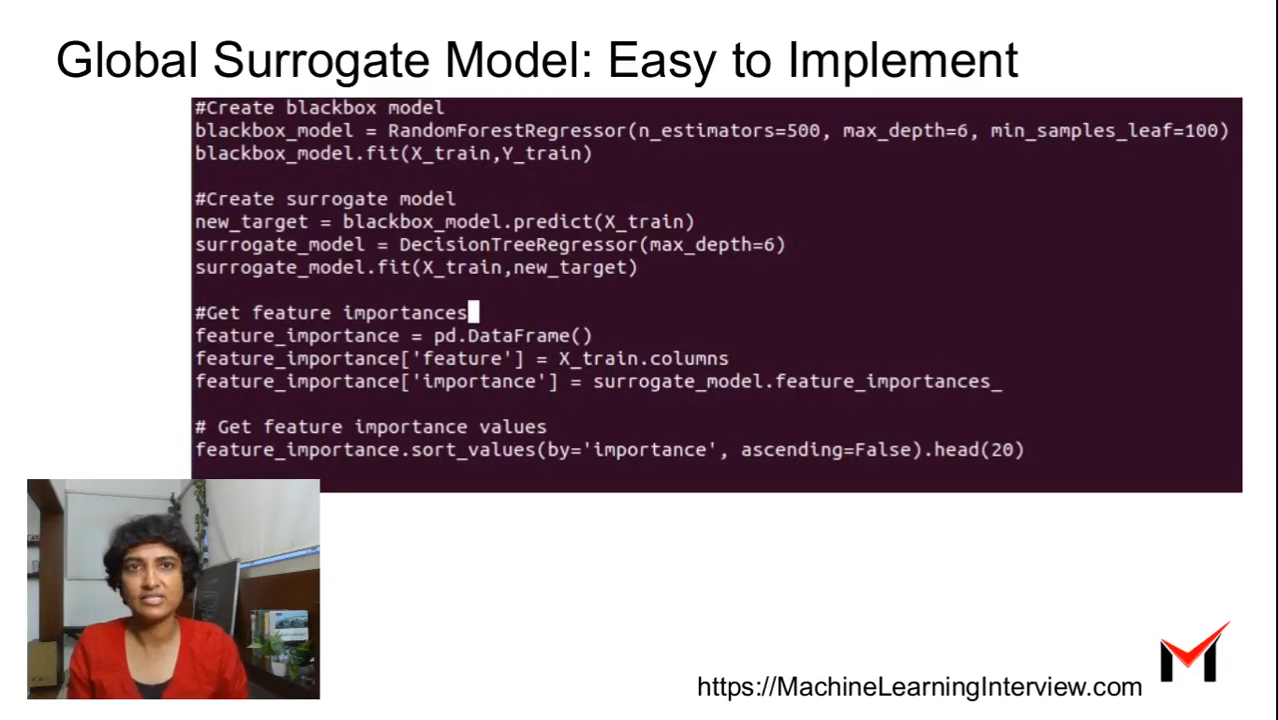 Global Surrogate Model: Easy to Implement
#Create blackbox model
blackbox_model = RandomForestRegressor(n_estimators=500, max_depth=6, min_samples_leaf=100)
blackbox_model.fit(X_train,Y_train)
#Create surrogate model
new_target = blackbox_model.predict(X_train)
surrogate_model = DecisionTreeRegressor(max_depth=6)
surrogate_model.fit(X_train,new_target)
#Get feature importances
feature_importance = pd.DataFrame()
feature_importance['feature'] = X_train.columns
feature_importance['importance'] = surrogate_model.feature_importances_
# Get feature importance values
feature_importance.sort_values(by='importance', ascending=False).head(20)
https://MachineLearningInterview.com